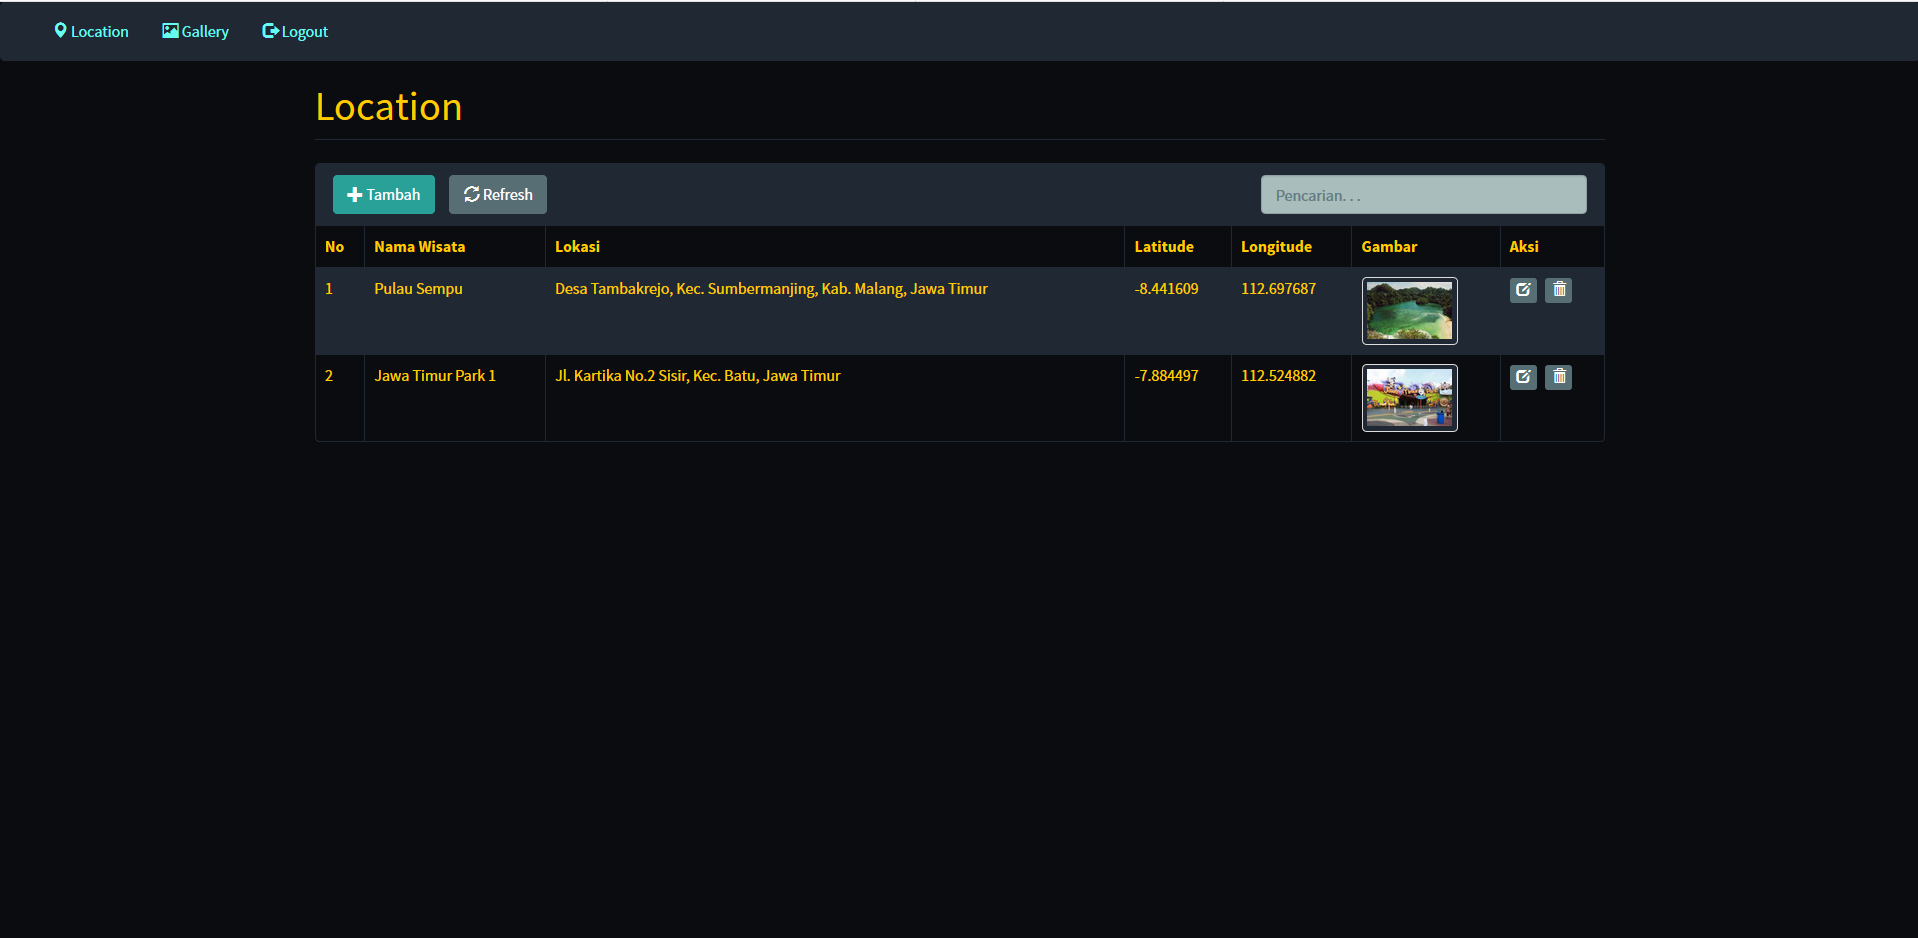 Location Gallery Logout
Location
Tambah Refresh Pencarian. . .
No Nama Wisata Lokasi Latitude Longitude Gambar Aksi
1 Pulau Sempu Desa Tambakrejo, Kec. Sumbermanjing, Kab. Malang, Jawa Timur -8.441609 112.697687
2 Jawa Timur Park 1 Jl. Kartika No.2 Sisir, Kec. Batu, Jawa Timur -7.884497 112.524882